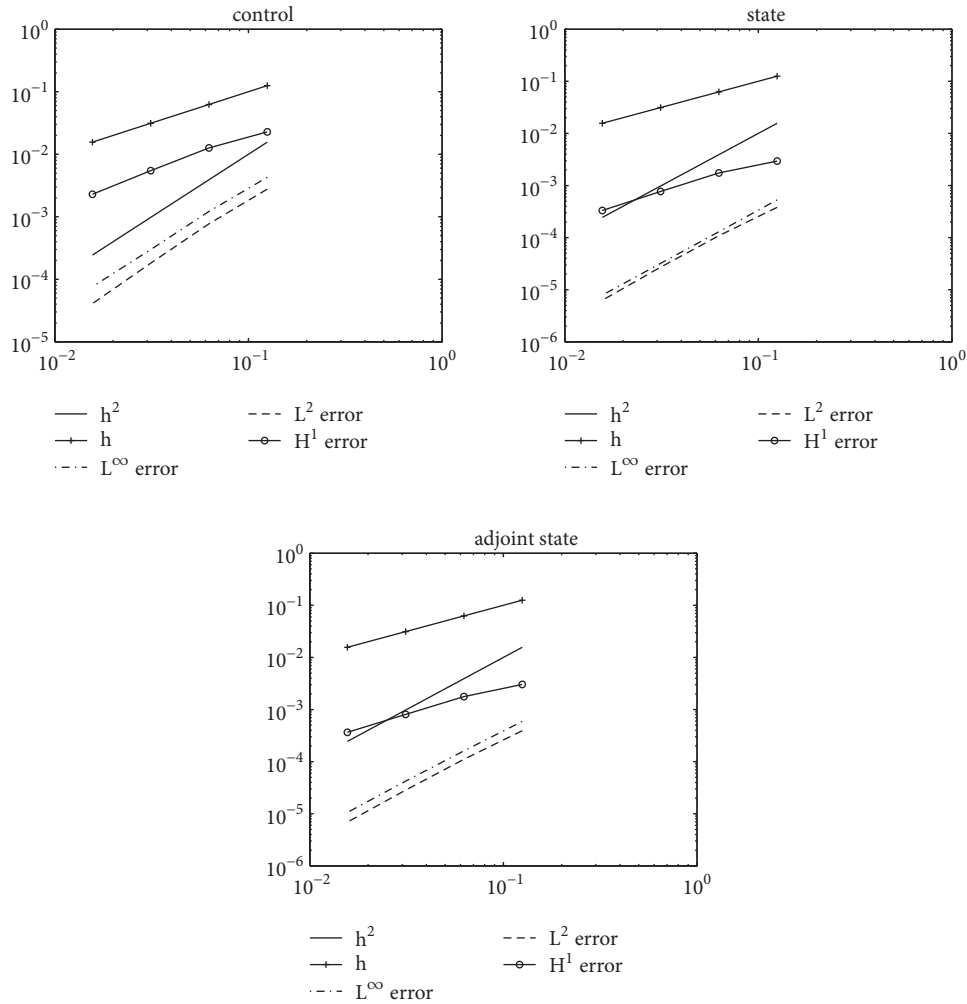 control
10^0
10^-1
10^-2
10^-3
10^-4
10^-5
10^-2 10^-1 10^0
h^2
h
L^∞ error
L^2 error
H^1 error
state
10^0
10^-1
10^-2
10^-3
10^-4
10^-5
10^-6
10^-2 10^-1 10^0
h^2
h
L^∞ error
L^2 error
H^1 error
adjoint state
10^0
10^-1
10^-2
10^-3
10^-4
10^-5
10^-6
10^-2 10^-1 10^0
h^2
h
L^∞ error
L^2 error
H^1 error